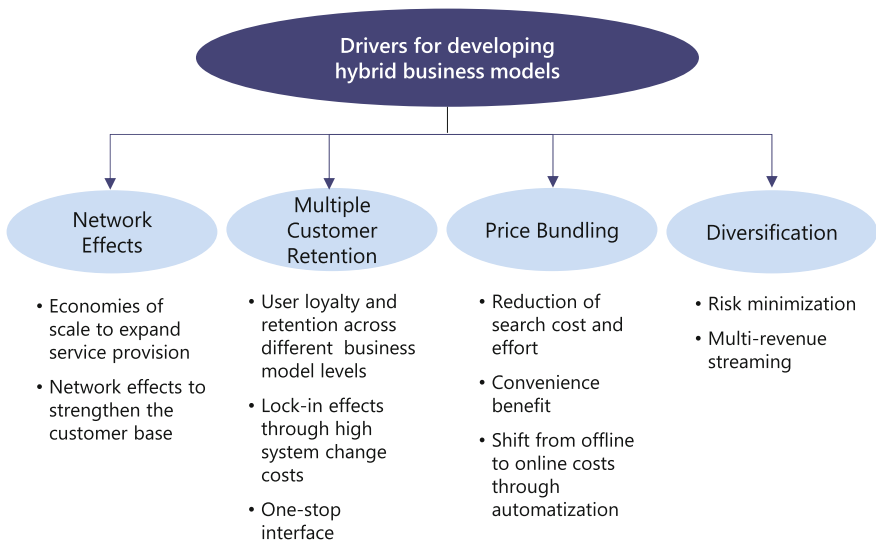 Drivers for developing
hybrid business models
Network
Effects
• Economies of
scale to expand
service provision
• Network effects to
strengthen the
customer base
Multiple
Customer
Retention
• User loyalty and
retention across
different business
model levels
• Lock-in effects
through high
system change
costs
• One-stop
interface
Price Bundling
• Reduction of
search cost and
effort
• Convenience
benefit
• Shift from offline
to online costs
through
automatization
Diversification
• Risk minimization
• Multi-revenue
streaming